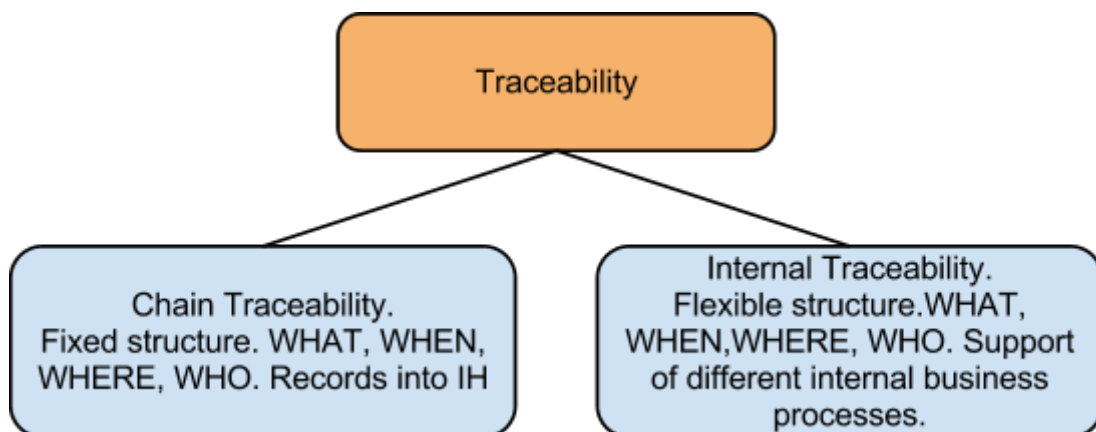 Traceability
Chain Traceability.
Fixed structure. WHAT, WHEN,
WHERE, WHO. Records into IH
Internal Traceability.
Flexible structure.WHAT,
WHEN,WHERE, WHO. Support
of different internal business
processes.